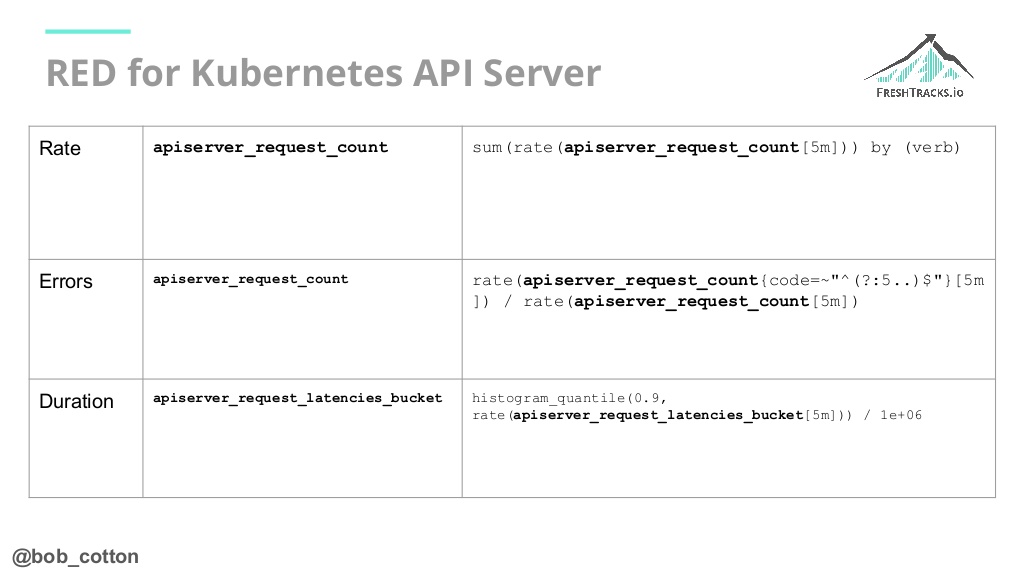 RED for Kubernetes API Server
FRESHTRACKS.io
Rate
apiserver_request_count
sum(rate(apiserver_request_count[5m])) by (verb)
Errors
apiserver_request_count
rate(apiserver_request_count{code=~"^(?:5..)$"}[5m
]) / rate(apiserver_request_count[5m])
Duration
apiserver_request_latencies_bucket
histogram_quantile(0.9,
rate(apiserver_request_latencies_bucket[5m])) / 1e+06
@bob_cotton